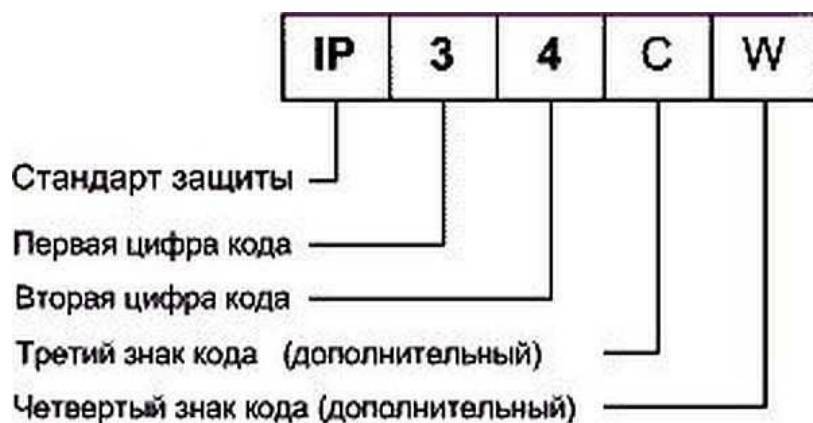 IP 3 4 C W
Стандарт защиты
Первая цифра кода
Вторая цифра кода
Третий знак кода (дополнительный)
Четвертый знак кода (дополнительный)